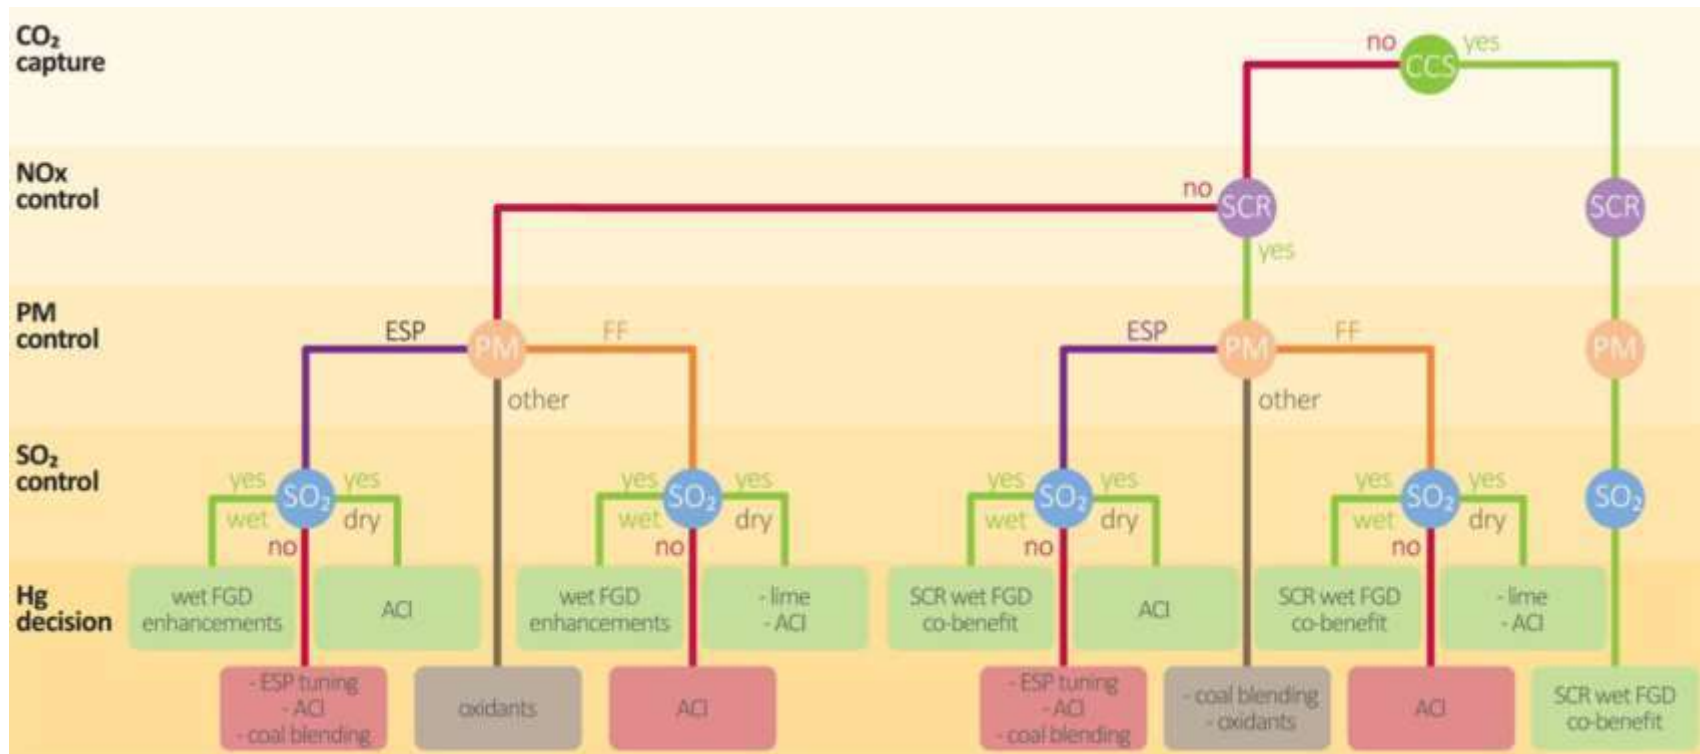 CO₂
capture
no
CCS
yes
NOx
control
no
SCR
yes
SCR
PM
control
ESP
PM
FF
other
ESP
PM
FF
other
PM
SO₂
control
yes
SO₂
yes
wet
dry
no
yes
SO₂
yes
wet
dry
no
yes
SO₂
yes
wet
dry
no
yes
SO₂
yes
wet
dry
no
SO₂
Hg
decision
wet FGD
enhancements
ACI
wet FGD
enhancements
- lime
- ACI
SCR wet FGD
co-benefit
ACI
SCR wet FGD
co-benefit
- lime
- ACI
- ESP tuning
- ACI
- coal blending
oxidants
ACI
- ESP tuning
- ACI
- coal blending
- coal blending
- oxidants
ACI
SCR wet FGD
co-benefit